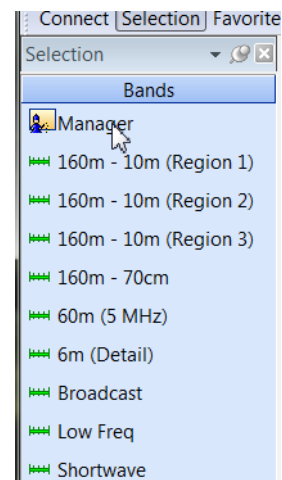 Connect Selection Favorite
Selection
Bands
Manager
160m - 10m (Region 1)
160m - 10m (Region 2)
160m - 10m (Region 3)
160m - 70cm
60m (5 MHz)
6m (Detail)
Broadcast
Low Freq
Shortwave